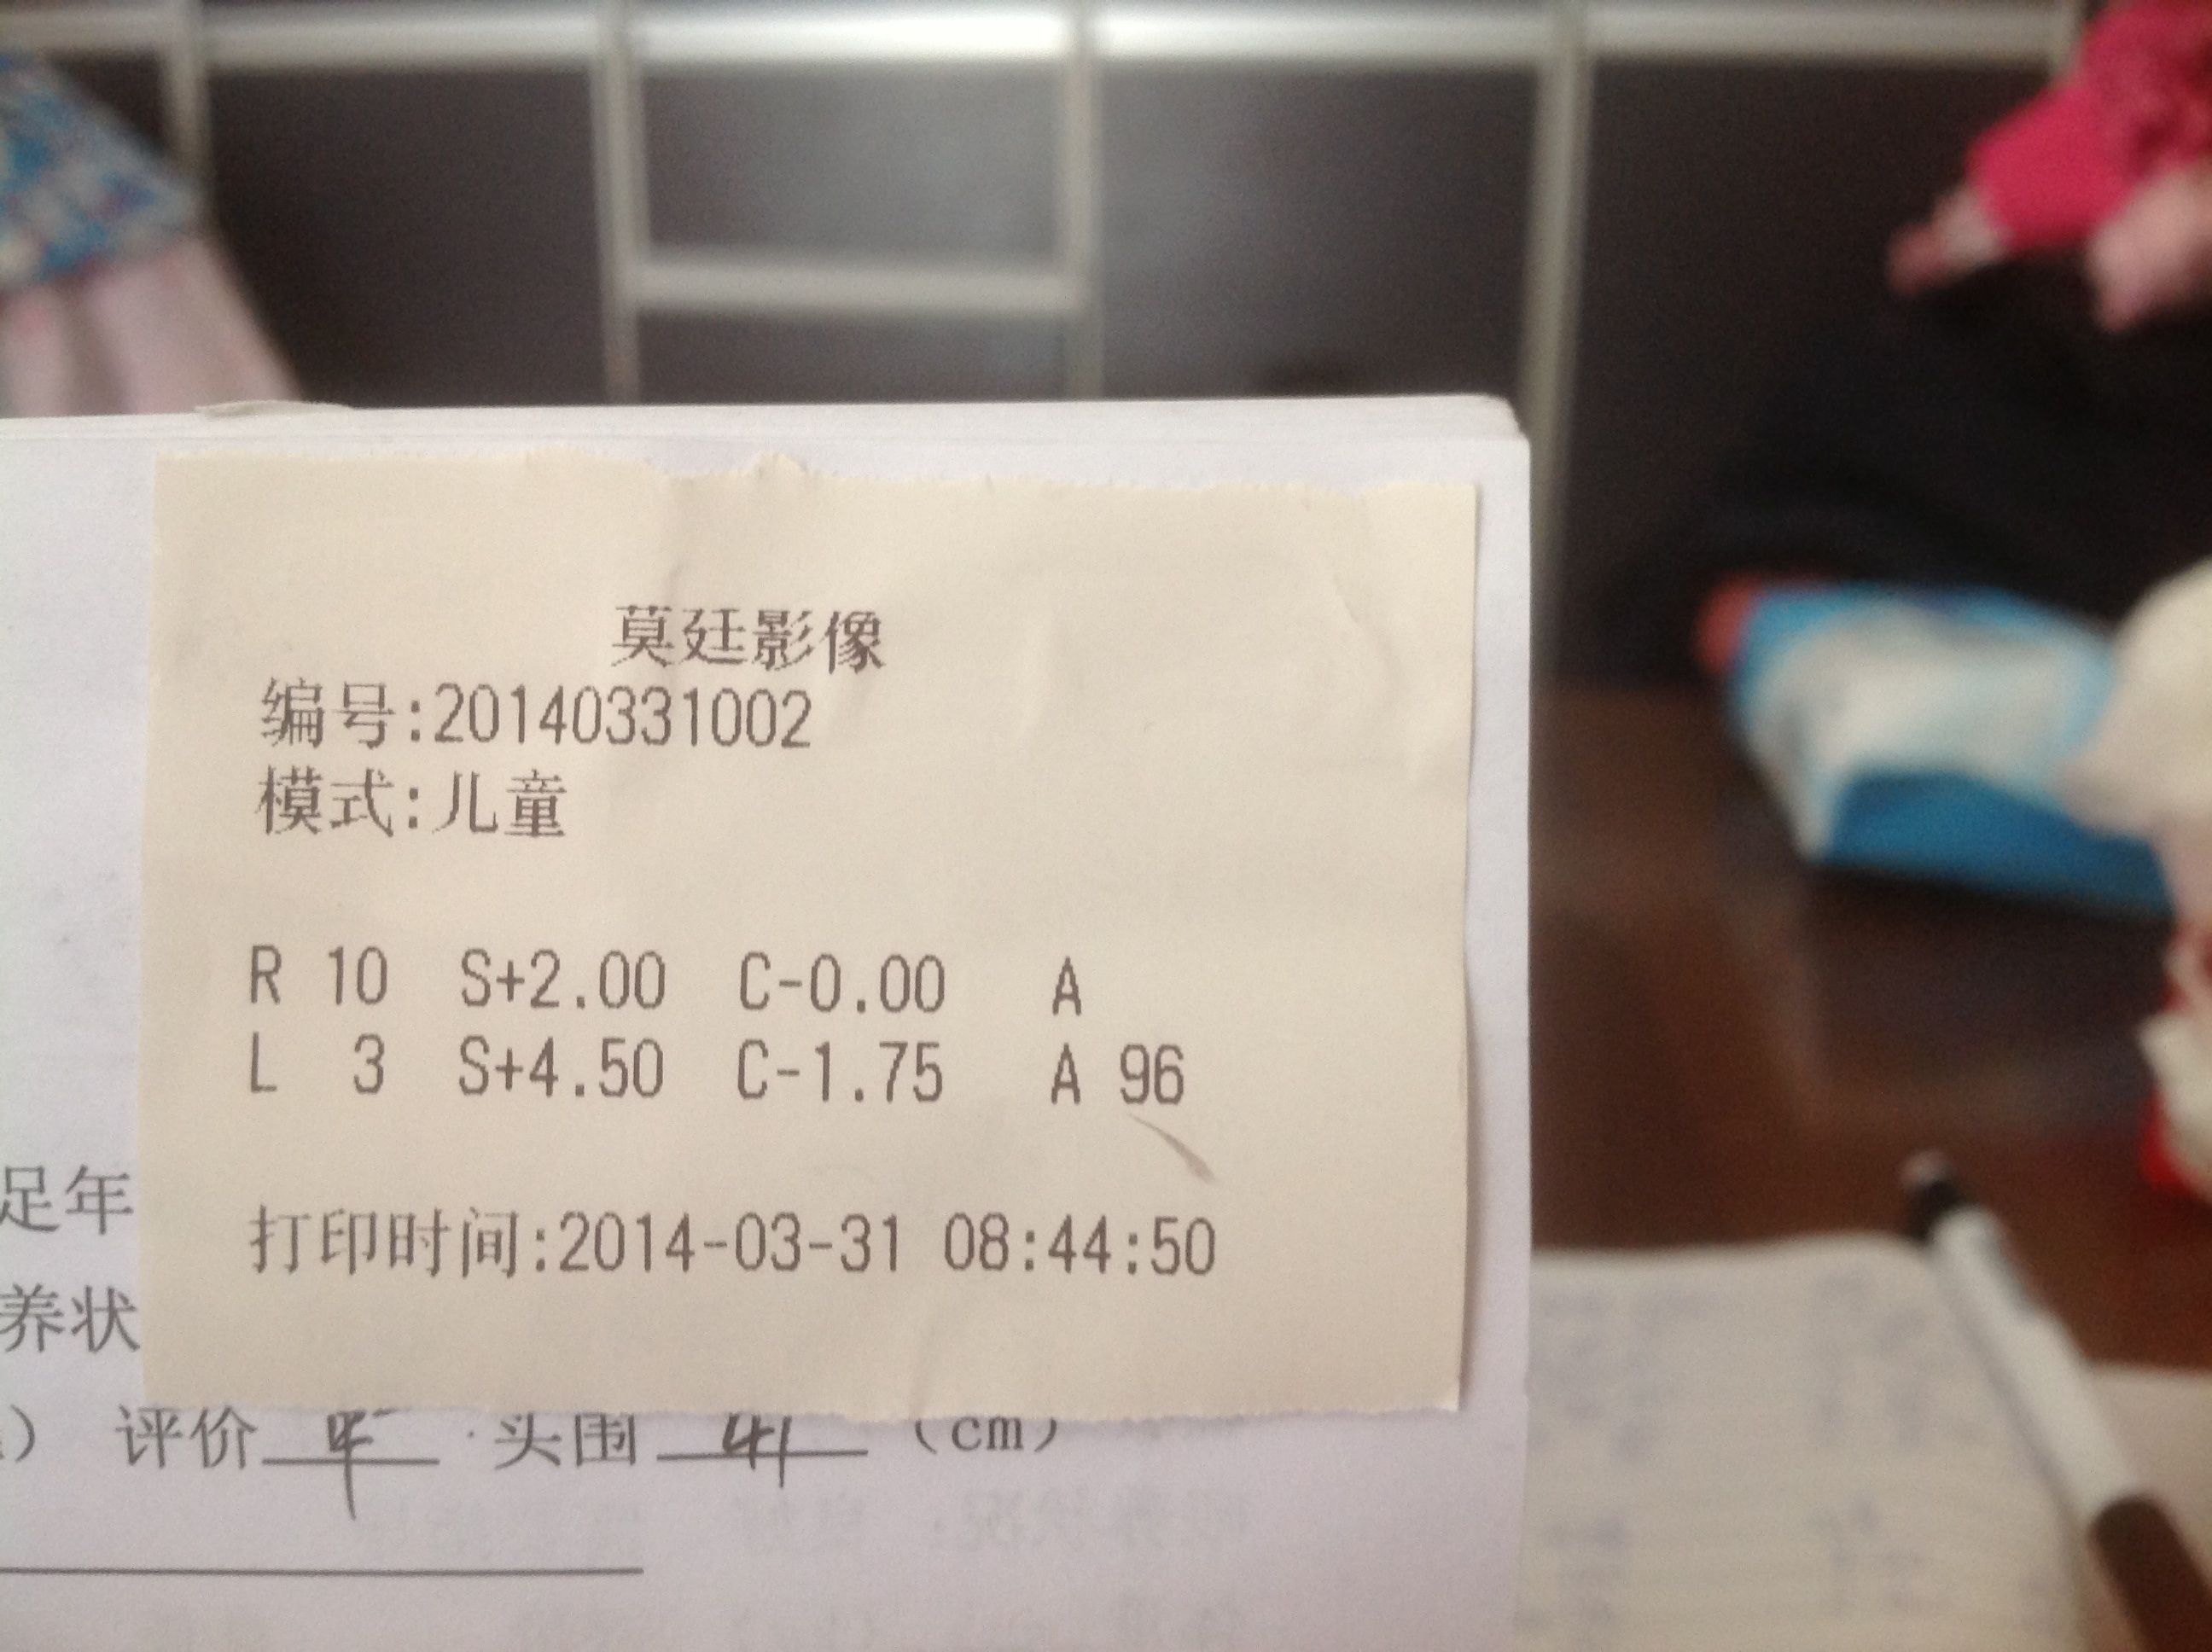 莫廷影像
编号:20140331002
模式:儿童
R 10 S+2.00 C-0.00 A
L 3 S+4.50 C-1.75 A 96
足年
打印时间:2014-03-31 08:44:50
养状
) 评价 头围 41 (cm)